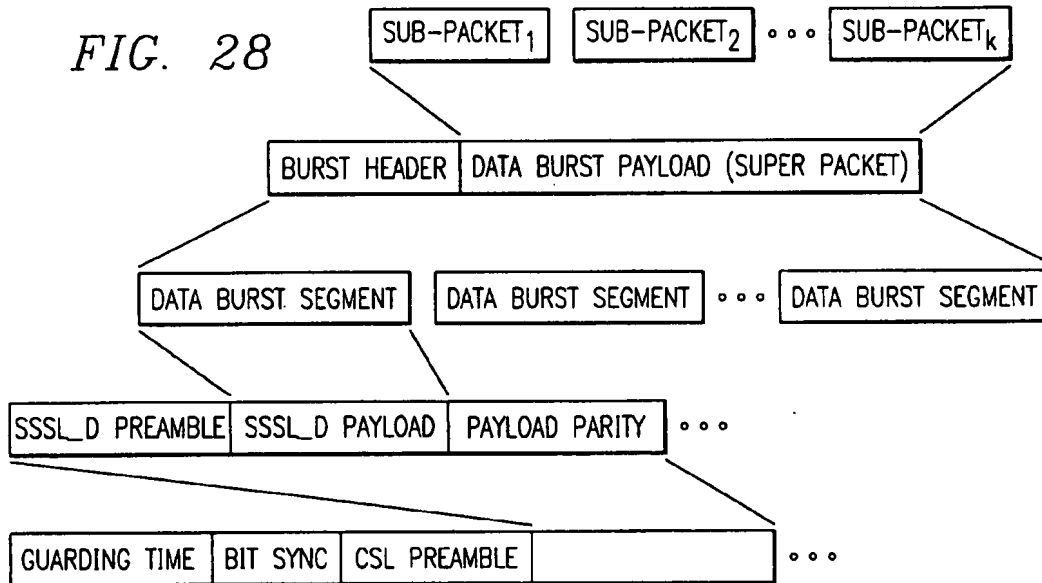 FIG. 28
SUB-PACKET1 SUB-PACKET2 ∘∘∘ SUB-PACKETk
BURST HEADER DATA BURST PAYLOAD (SUPER PACKET)
DATA BURST SEGMENT DATA BURST SEGMENT ∘∘∘ DATA BURST SEGMENT
SSSL_D PREAMBLE SSSL_D PAYLOAD PAYLOAD PARITY ∘∘∘
GUARDING TIME BIT SYNC CSL PREAMBLE ∘∘∘